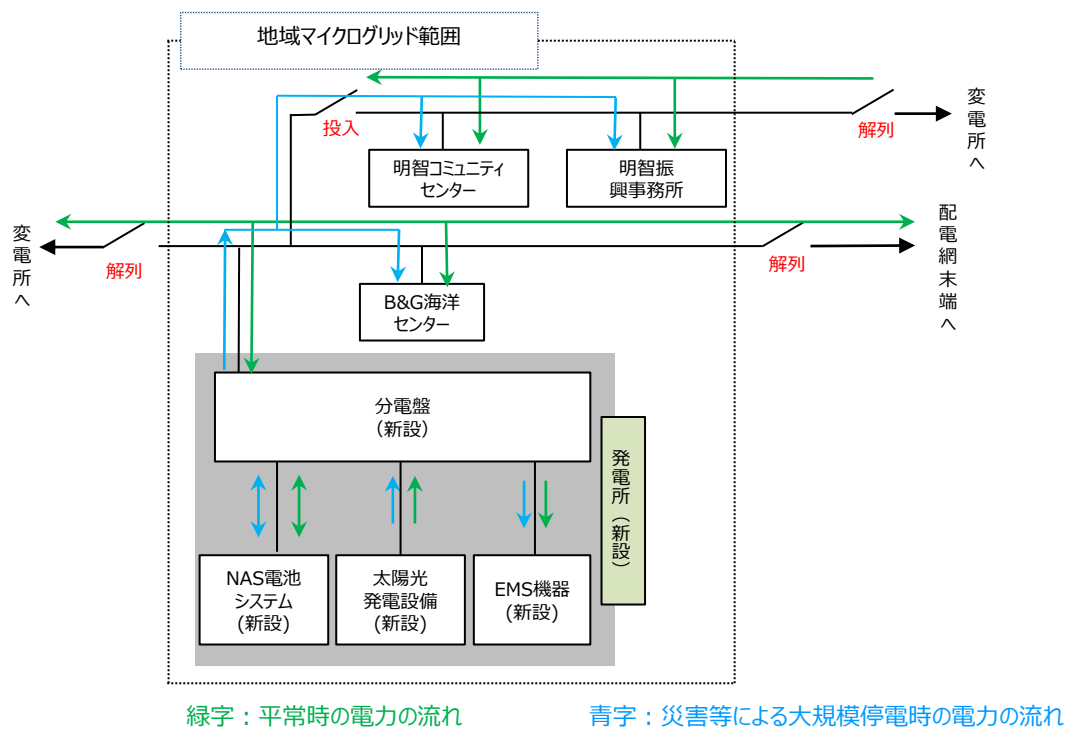 地域マイクログリッド範囲
投入
解列
変電所へ
明智コミュニティ
センター
明智振
興事務所
変電所へ
解列
解列
配電網末端へ
B&G海洋
センター
分電盤
(新設)
発電所（新設）
NAS電池
システム
(新設)
太陽光
発電設備
(新設)
EMS機器
(新設)
緑字：平常時の電力の流れ
青字：災害等による大規模停電時の電力の流れ